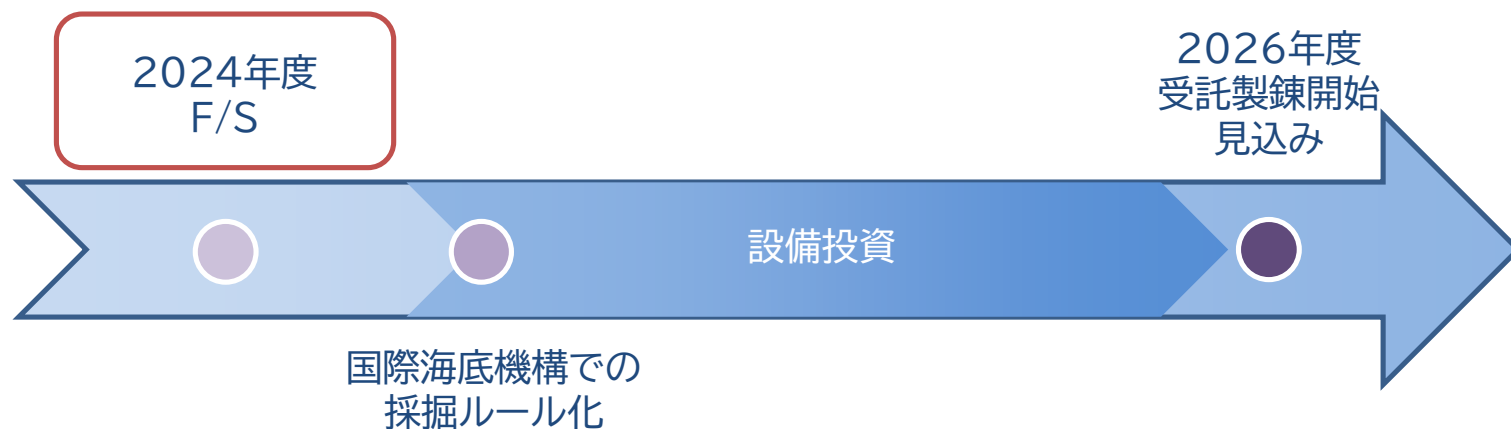 2024年度
F/S
2026年度
受託製錬開始
見込み
設備投資
国際海底機構での
採掘ルール化